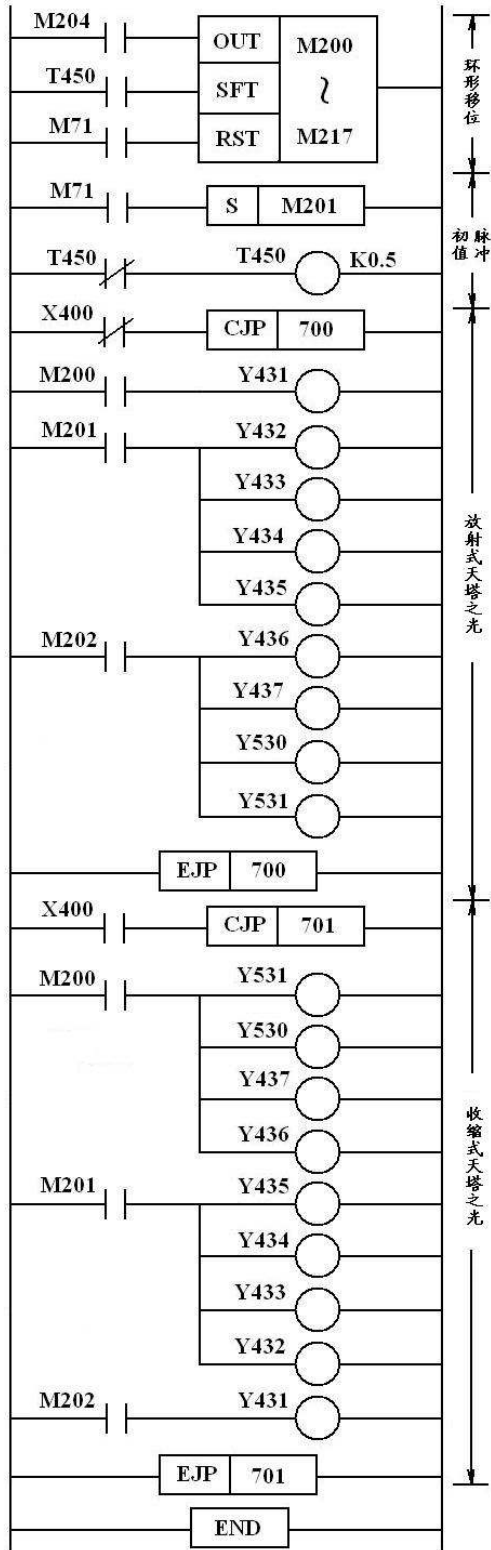 M204
OUT M200
T450
SFT ~
M71
RST M217
环形移位
M71
S M201
初值
脉冲
T450 T450 K0.5
X400
CJP 700
M200 Y431
M201 Y432
Y433
Y434
Y435
M202 Y436
Y437
Y530
Y531
EJP 700
放射式天塔之光
X400
CJP 701
M200 Y531
Y530
Y437
Y436
M201 Y435
Y434
Y433
Y432
M202 Y431
EJP 701
收缩式天塔之光
END